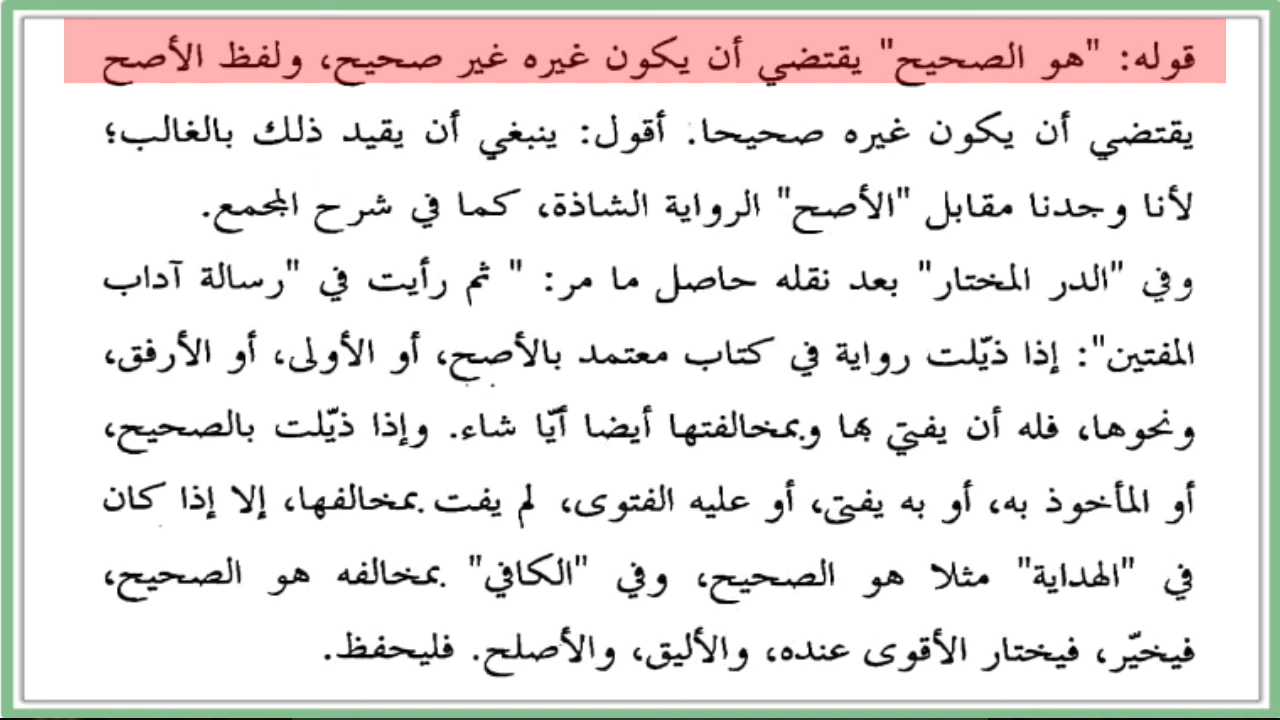 قوله: "هو الصحيح" يقتضي أن يكون غيره غير صحيح، ولفظ الأصح
يقتضي أن يكون غيره صحيحا. أقول: ينبغي أن يقيد ذلك بالغالب؛
لأنا وجدنا مقابل "الأصح" الرواية الشاذة، كما في شرح المجمع.
وفي "الدر المختار" بعد نقله حاصل ما مر: " ثم رأيت في "رسالة آداب
المفتين": إذا ذيّلت رواية في كتاب معتمد بالأصح، أو الأولى، أو الأرفق،
ونحوها، فله أن يفتي بها وبمخالفتها أيضا أيّا شاء. وإذا ذيّلت بالصحيح،
أو المأخوذ به، أو به يفتى، أو عليه الفتوى، لم يفت بمخالفها، إلا إذا كان
في "الهداية" مثلا هو الصحيح، وفي "الكافي" بمخالفه هو الصحيح،
فيخيّر، فيختار الأقوى عنده، والأليق، والأصلح. فليحفظ.